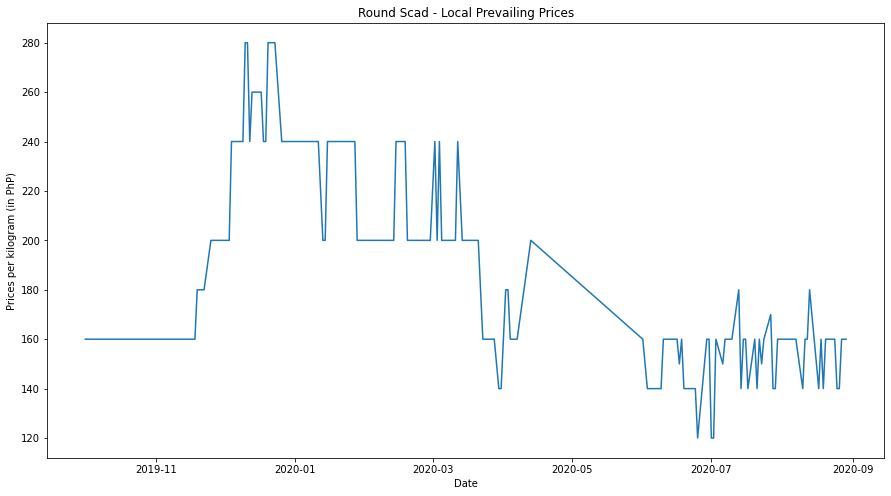 Round Scad - Local Prevailing Prices
Prices per kilogram (in PhP)
280
260
240
220
200
180
160
140
120
2019-11 2020-01 2020-03 2020-05 2020-07 2020-09
Date